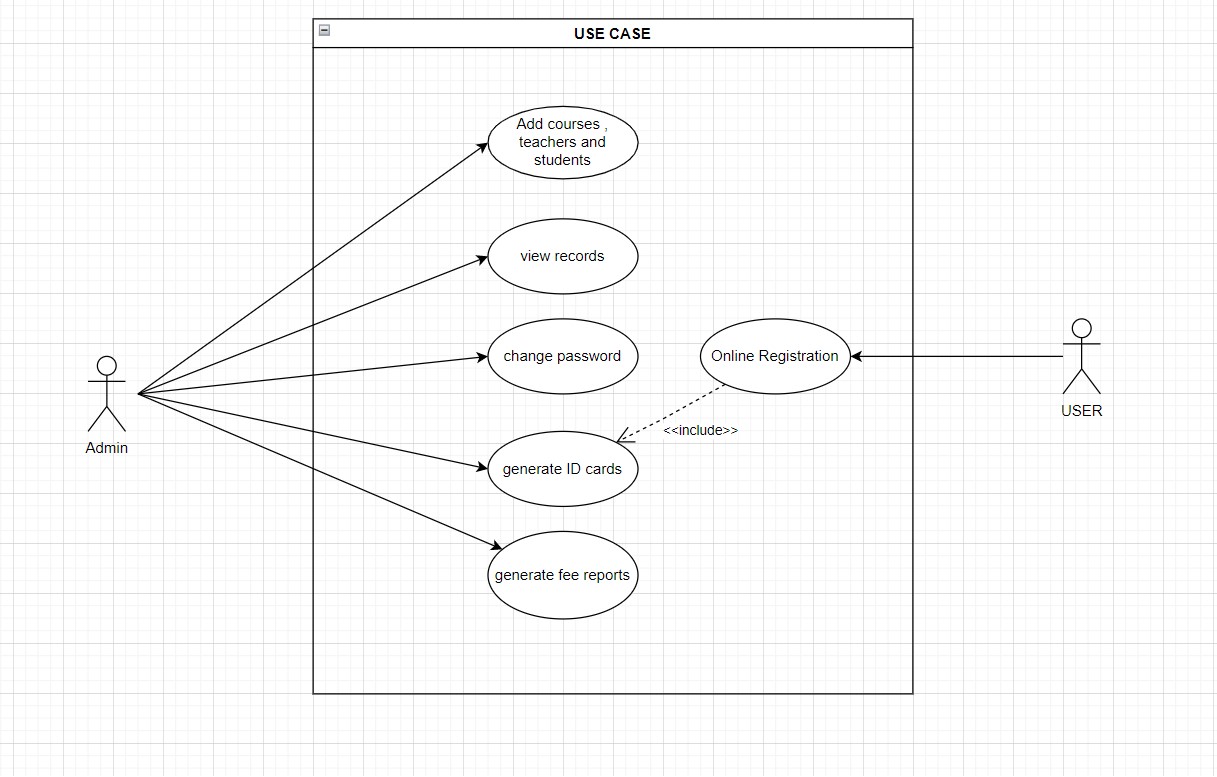 USE CASE
Add courses ,
teachers and
students
view records
change password
Online Registration
USER
<<include>>
Admin
generate ID cards
generate fee reports